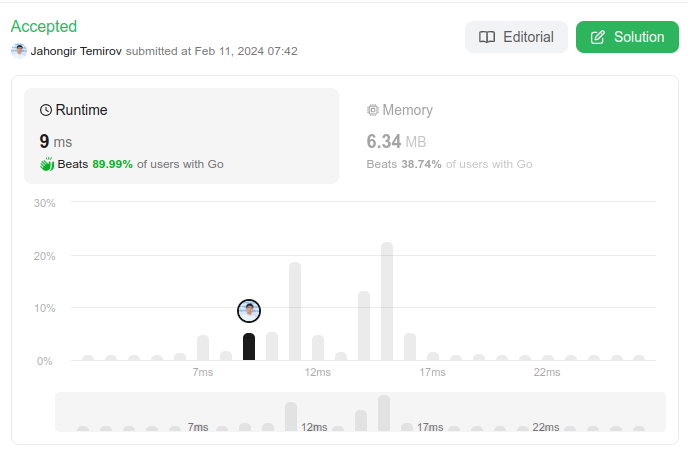 Accepted
Jahongir Temirov submitted at Feb 11, 2024 07:42
Editorial
Solution
Runtime
9 ms
Beats 89.99% of users with Go
Memory
6.34 MB
Beats 38.74% of users with Go
30%
20%
10%
0%
7ms 12ms 17ms 22ms
7ms 12ms 17ms 22ms